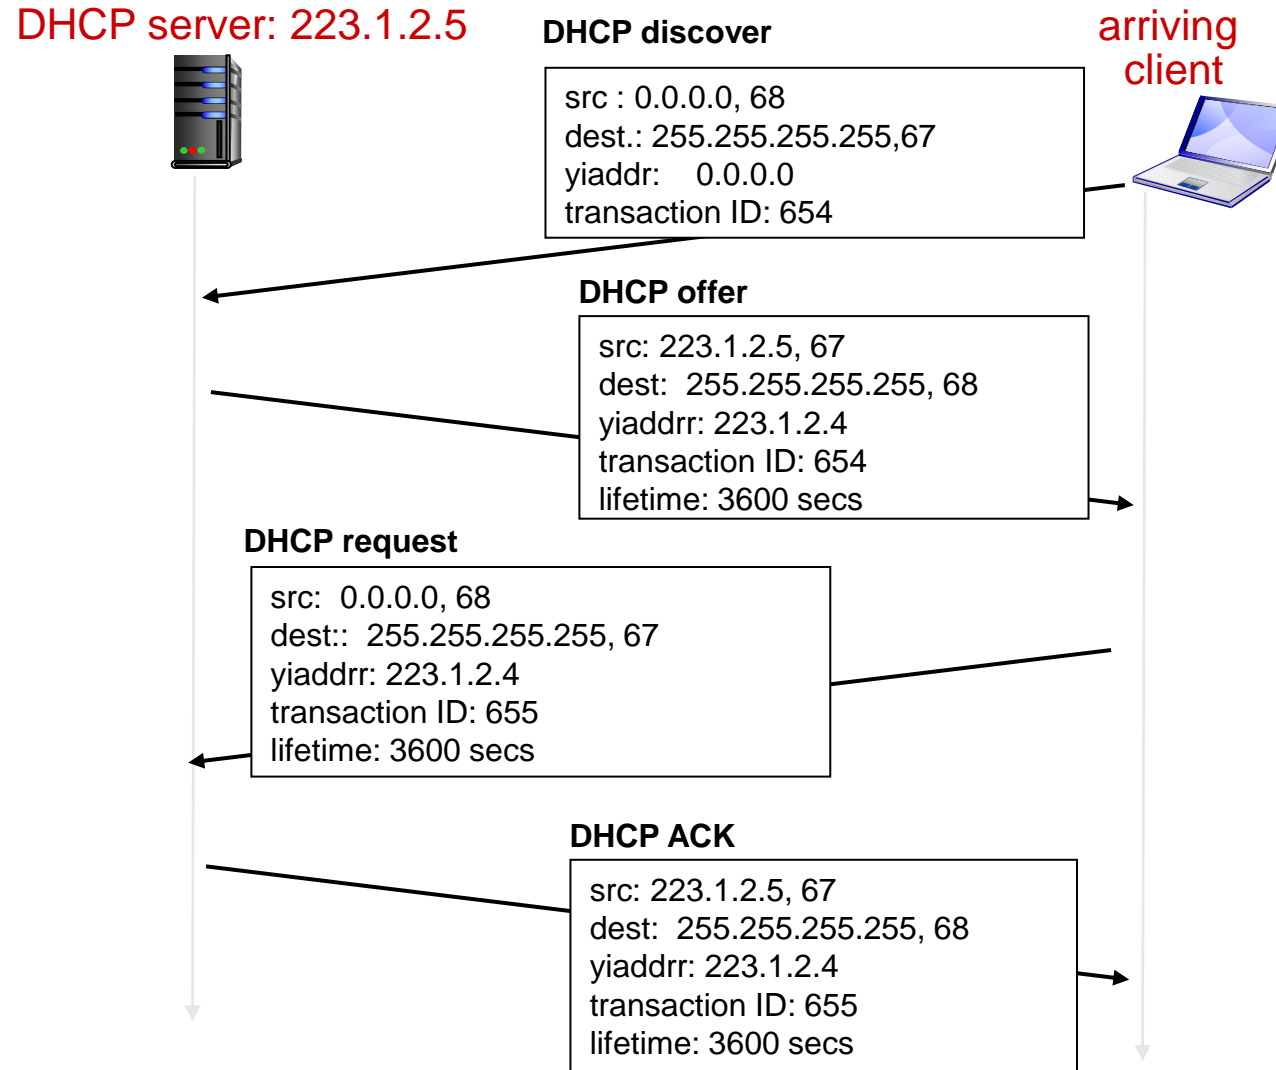 DHCP server: 223.1.2.5
DHCP discover
arriving
client
src : 0.0.0.0, 68
dest.: 255.255.255.255,67
yiaddr: 0.0.0.0
transaction ID: 654
DHCP offer
src: 223.1.2.5, 67
dest: 255.255.255.255, 68
yiaddrr: 223.1.2.4
transaction ID: 654
lifetime: 3600 secs
DHCP request
src: 0.0.0.0, 68
dest:: 255.255.255.255, 67
yiaddrr: 223.1.2.4
transaction ID: 655
lifetime: 3600 secs
DHCP ACK
src: 223.1.2.5, 67
dest: 255.255.255.255, 68
yiaddrr: 223.1.2.4
transaction ID: 655
lifetime: 3600 secs